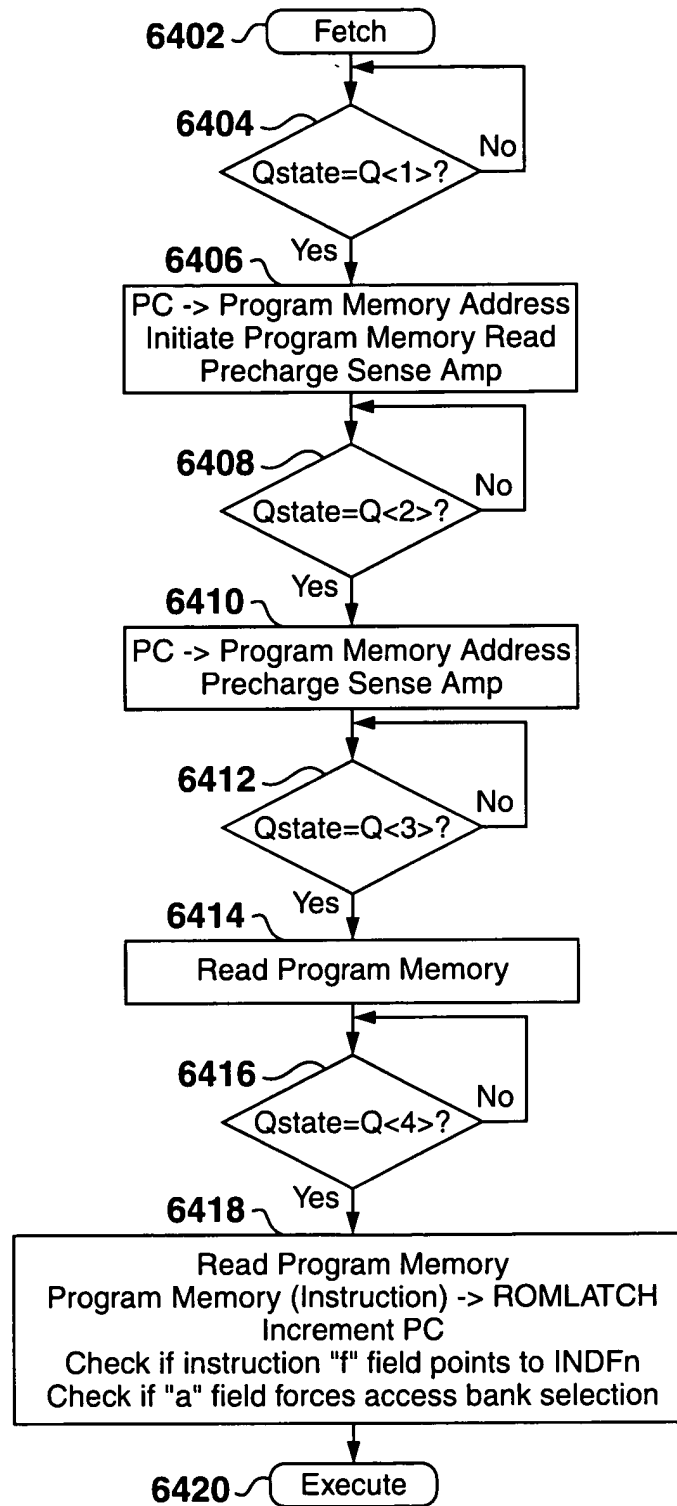 6402 Fetch
6404
Qstate=Q<1>?
No
Yes
6406
PC -> Program Memory Address
Initiate Program Memory Read
Precharge Sense Amp
6408
Qstate=Q<2>?
No
Yes
6410
PC -> Program Memory Address
Precharge Sense Amp
6412
Qstate=Q<3>?
No
Yes
6414
Read Program Memory
6416
Qstate=Q<4>?
No
Yes
6418
Read Program Memory
Program Memory (Instruction) -> ROMLATCH
Increment PC
Check if instruction "f" field points to INDFn
Check if "a" field forces access bank selection
6420 Execute